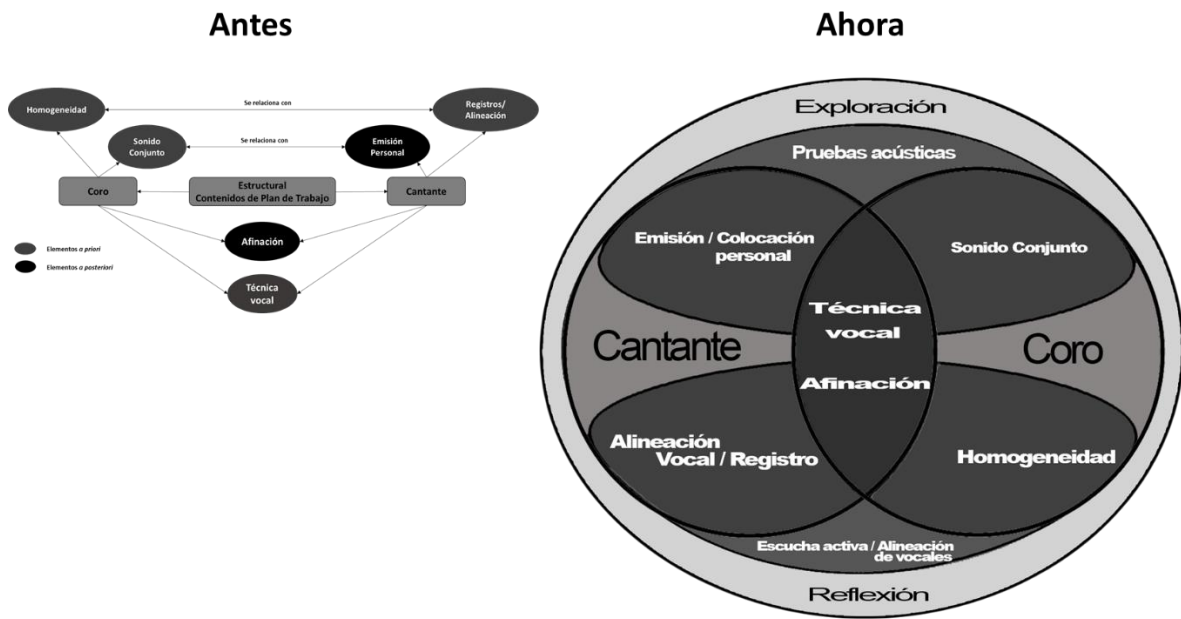 Antes
Ahora
Se relaciona con
Homogeneidad
Registros/
Alineación
Sonido
Conjunto
Se relaciona con
Emisión
Personal
Coro
Estructural
Contenidos de Plan de Trabajo
Cantante
Afinación
Elementos a priori
Elementos a posteriori
Técnica
vocal
Exploración
Pruebas acústicas
Emisión / Colocación
personal
Sonido Conjunto
Técnica
vocal
Cantante
Coro
Afinación
Alineación
Vocal / Registro
Homogeneidad
Escucha activa / Alineación
de vocales
Reflexión